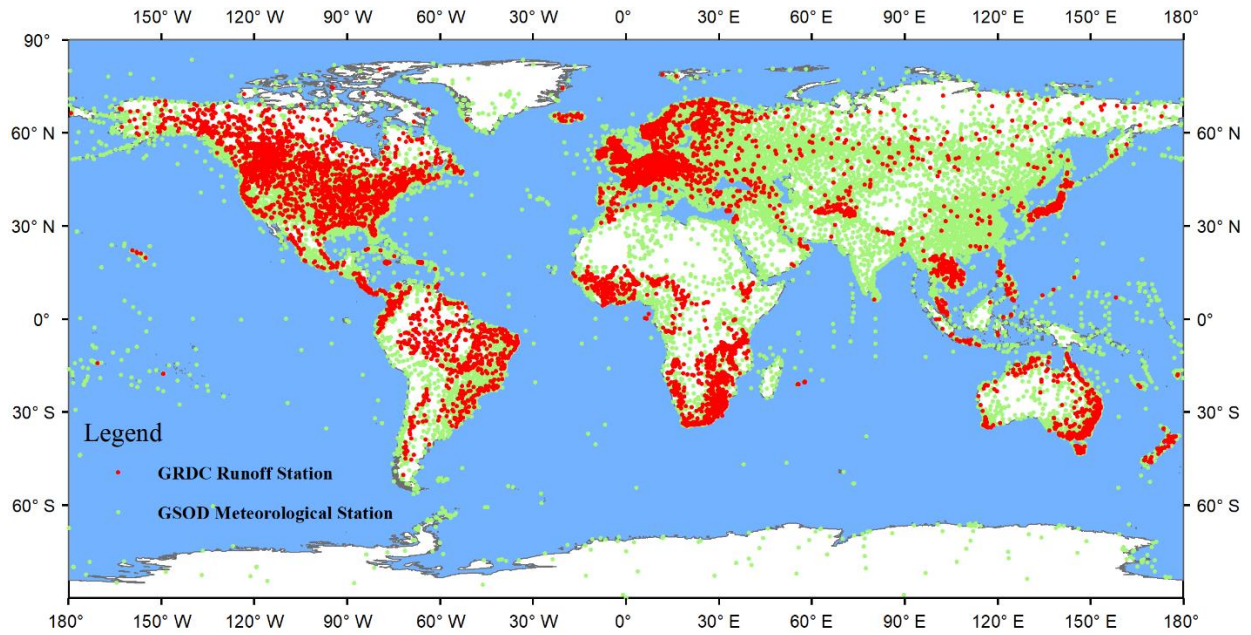 150° W 120° W 90° W 60° W 30° W 0° 30° E 60° E 90° E 120° E 150° E 180°
90°
60° N 60° N
30° N 30° N
0° 0°
30° S 30° S
Legend
GRDC Runoff Station
60° S 60° S
GSOD Meteorological Station
180° 150° W 120° W 90° W 60° W 30° W 0° 30° E 60° E 90° E 120° E 150° E 180°